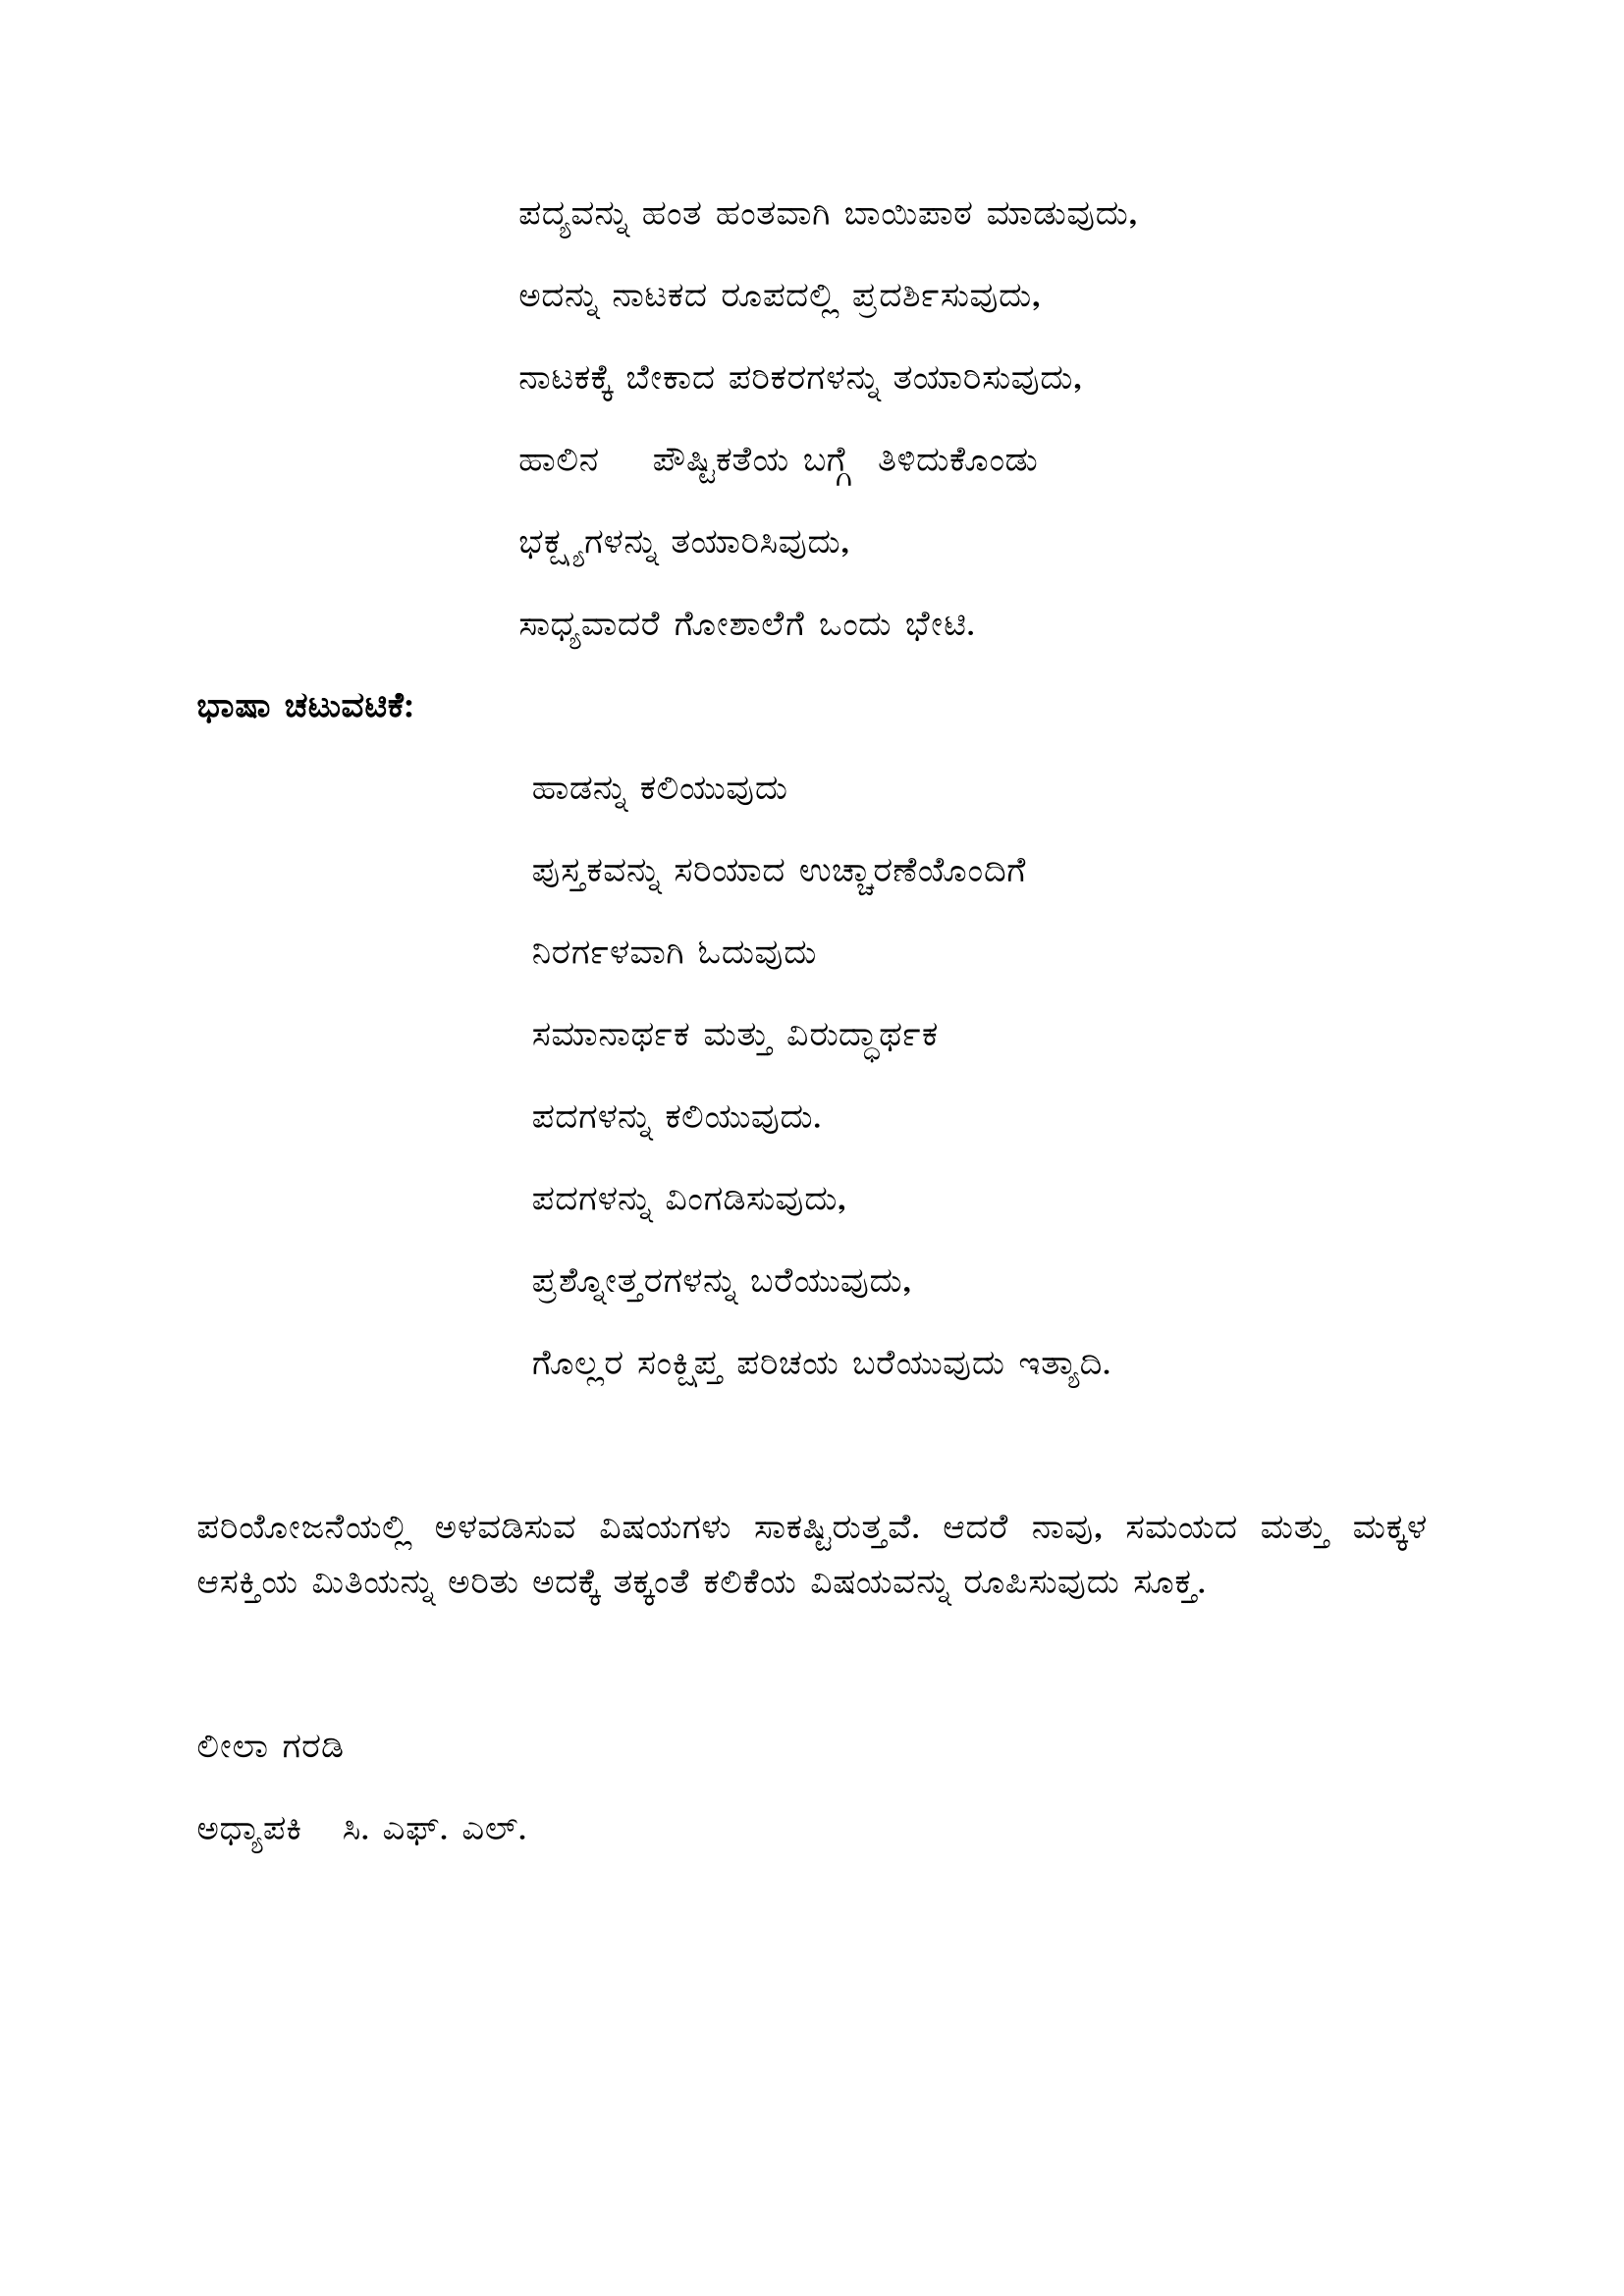 ಪದ್ಯವನ್ನು ಹಂತ ಹಂತವಾಗಿ ಬಾಯಿಪಾಠ ಮಾಡುವುದು,
ಅದನ್ನು ನಾಟಕದ ರೂಪದಲ್ಲಿ ಪ್ರದರ್ಶಿಸುವುದು,
ನಾಟಕಕ್ಕೆ ಬೇಕಾದ ಪರಿಕರಗಳನ್ನು ತಯಾರಿಸುವುದು,
ಹಾಲಿನ ಪೌಷ್ಟಿಕತೆಯ ಬಗ್ಗೆ ತಿಳಿದುಕೊಂಡು
ಭಕ್ಷ್ಯಗಳನ್ನು ತಯಾರಿಸಿವುದು,
ಸಾಧ್ಯವಾದರೆ ಗೋಶಾಲೆಗೆ ಒಂದು ಭೇಟಿ.
ಭಾಷಾ ಚಟುವಟಿಕೆ:
ಹಾಡನ್ನು ಕಲಿಯುವುದು
ಪುಸ್ತಕವನ್ನು ಸರಿಯಾದ ಉಚ್ಚಾರಣೆಯೊಂದಿಗೆ
ನಿರರ್ಗಳವಾಗಿ ಓದುವುದು
ಸಮಾನಾರ್ಥಕ ಮತ್ತು ವಿರುದ್ಧಾರ್ಥಕ
ಪದಗಳನ್ನು ಕಲಿಯುವುದು.
ಪದಗಳನ್ನು ವಿಂಗಡಿಸುವುದು,
ಪ್ರಶ್ನೋತ್ತರಗಳನ್ನು ಬರೆಯುವುದು,
ಗೊಲ್ಲರ ಸಂಕ್ಷಿಪ್ತ ಪರಿಚಯ ಬರೆಯುವುದು ಇತ್ಯಾದಿ.
ಪರಿಯೋಜನೆಯಲ್ಲಿ ಅಳವಡಿಸುವ ವಿಷಯಗಳು ಸಾಕಷ್ಟಿರುತ್ತವೆ. ಆದರೆ ನಾವು, ಸಮಯದ ಮತ್ತು ಮಕ್ಕಳ
ಆಸಕ್ತಿಯ ಮಿತಿಯನ್ನು ಅರಿತು ಅದಕ್ಕೆ ತಕ್ಕಂತೆ ಕಲಿಕೆಯ ವಿಷಯವನ್ನು ರೂಪಿಸುವುದು ಸೂಕ್ತ.
ಲೀಲಾ ಗರಡಿ
ಅಧ್ಯಾಪಕಿ ಸಿ. ಎಫ್. ಎಲ್.